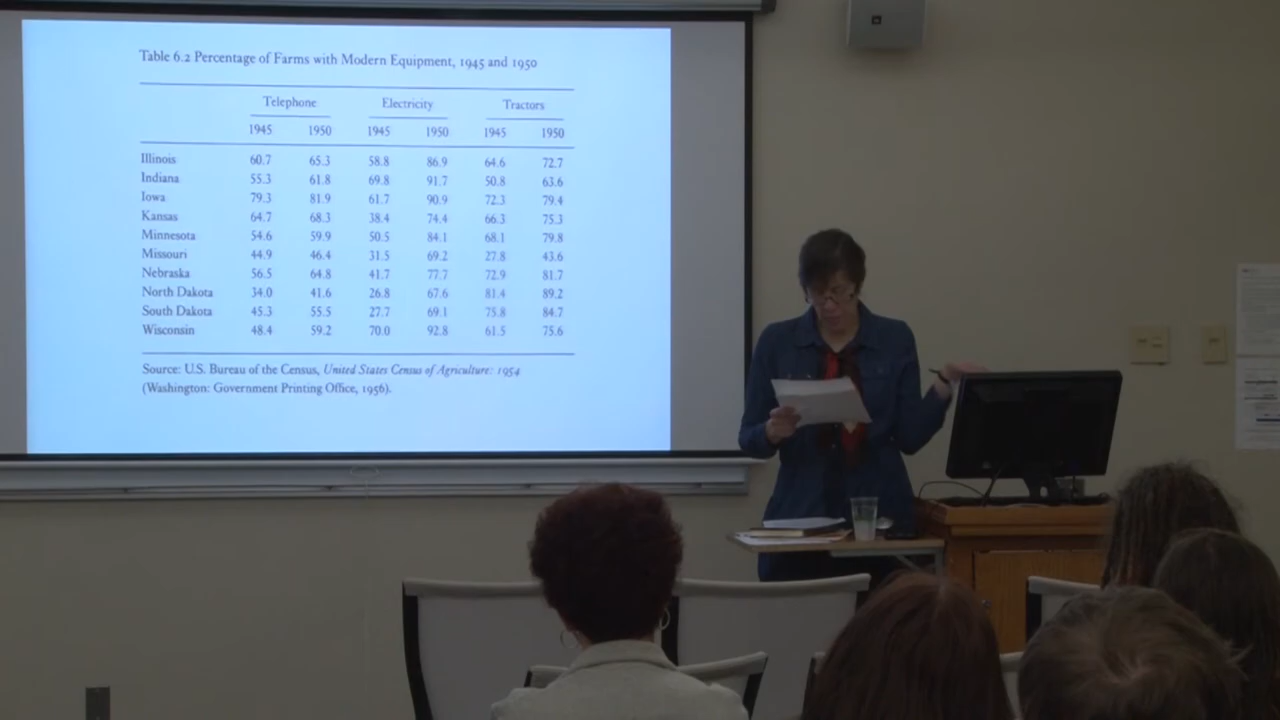 Table 6.2 Percentage of Farms with Modern Equipment, 1945 and 1950
Telephone Electricity Tractors
1945 1950 1945 1950 1945 1950
Illinois 60.7 65.3 58.8 86.9 64.6 72.7
Indiana 55.3 61.8 69.8 91.7 50.8 63.6
Iowa 79.3 81.9 61.7 90.9 72.3 79.4
Kansas 64.7 68.3 38.4 74.4 66.3 75.3
Minnesota 54.6 59.9 50.5 84.1 68.1 79.8
Missouri 44.9 46.4 31.5 69.2 27.8 43.6
Nebraska 56.5 64.8 41.7 77.7 72.9 81.7
North Dakota 34.0 41.6 26.8 67.6 81.4 89.2
South Dakota 45.3 55.5 27.7 69.1 75.8 84.7
Wisconsin 48.4 59.2 70.0 92.8 61.5 75.6
Source: U.S. Bureau of the Census, United States Census of Agriculture: 1954
(Washington: Government Printing Office, 1956).